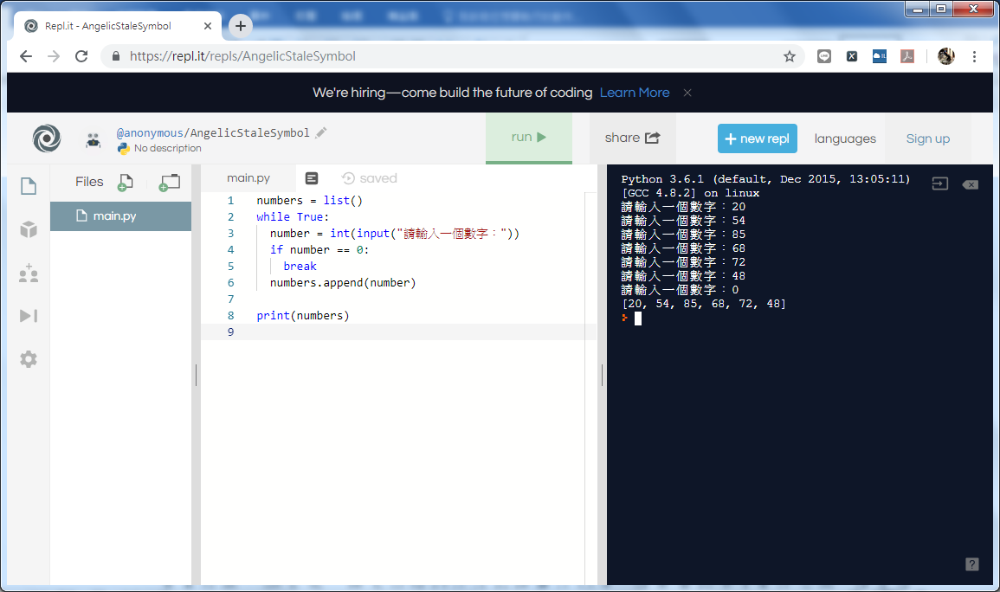 Repl.it - AngelicStaleSymbol
https://repl.it/repls/AngelicStaleSymbol
We're hiring—come build the future of coding Learn More
@anonymous/AngelicStaleSymbol
No description
run
share
+ new repl
languages
Sign up
Files
main.py
main.py
saved
1 numbers = list()
2 while True:
3 number = int(input("請輸入一個數字："))
4 if number == 0:
5 break
6 numbers.append(number)
7
8 print(numbers)
9
Python 3.6.1 (default, Dec 2015, 13:05:11)
[GCC 4.8.2] on linux
請輸入一個數字：20
請輸入一個數字：54
請輸入一個數字：85
請輸入一個數字：68
請輸入一個數字：72
請輸入一個數字：48
請輸入一個數字：0
[20, 54, 85, 68, 72, 48]
?